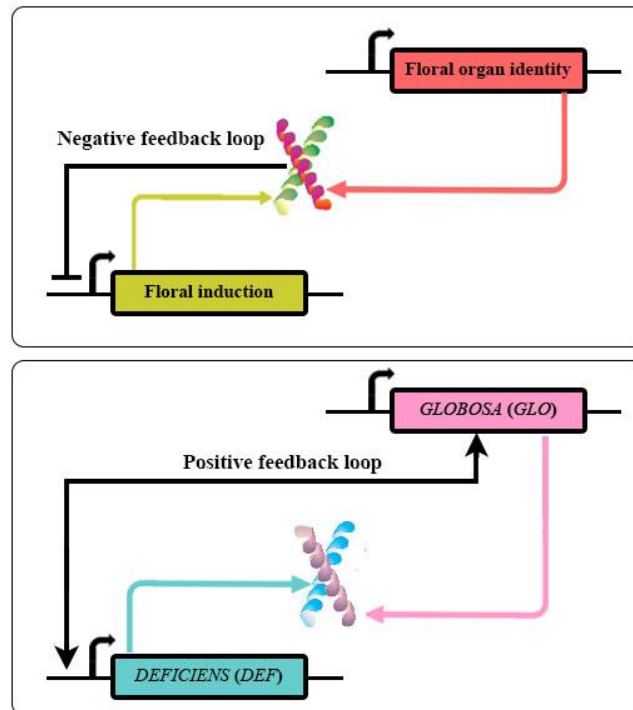 Floral organ identity
Negative feedback loop
Floral induction
GLOBOSA (GLO)
Positive feedback loop
DEFICIENS (DEF)